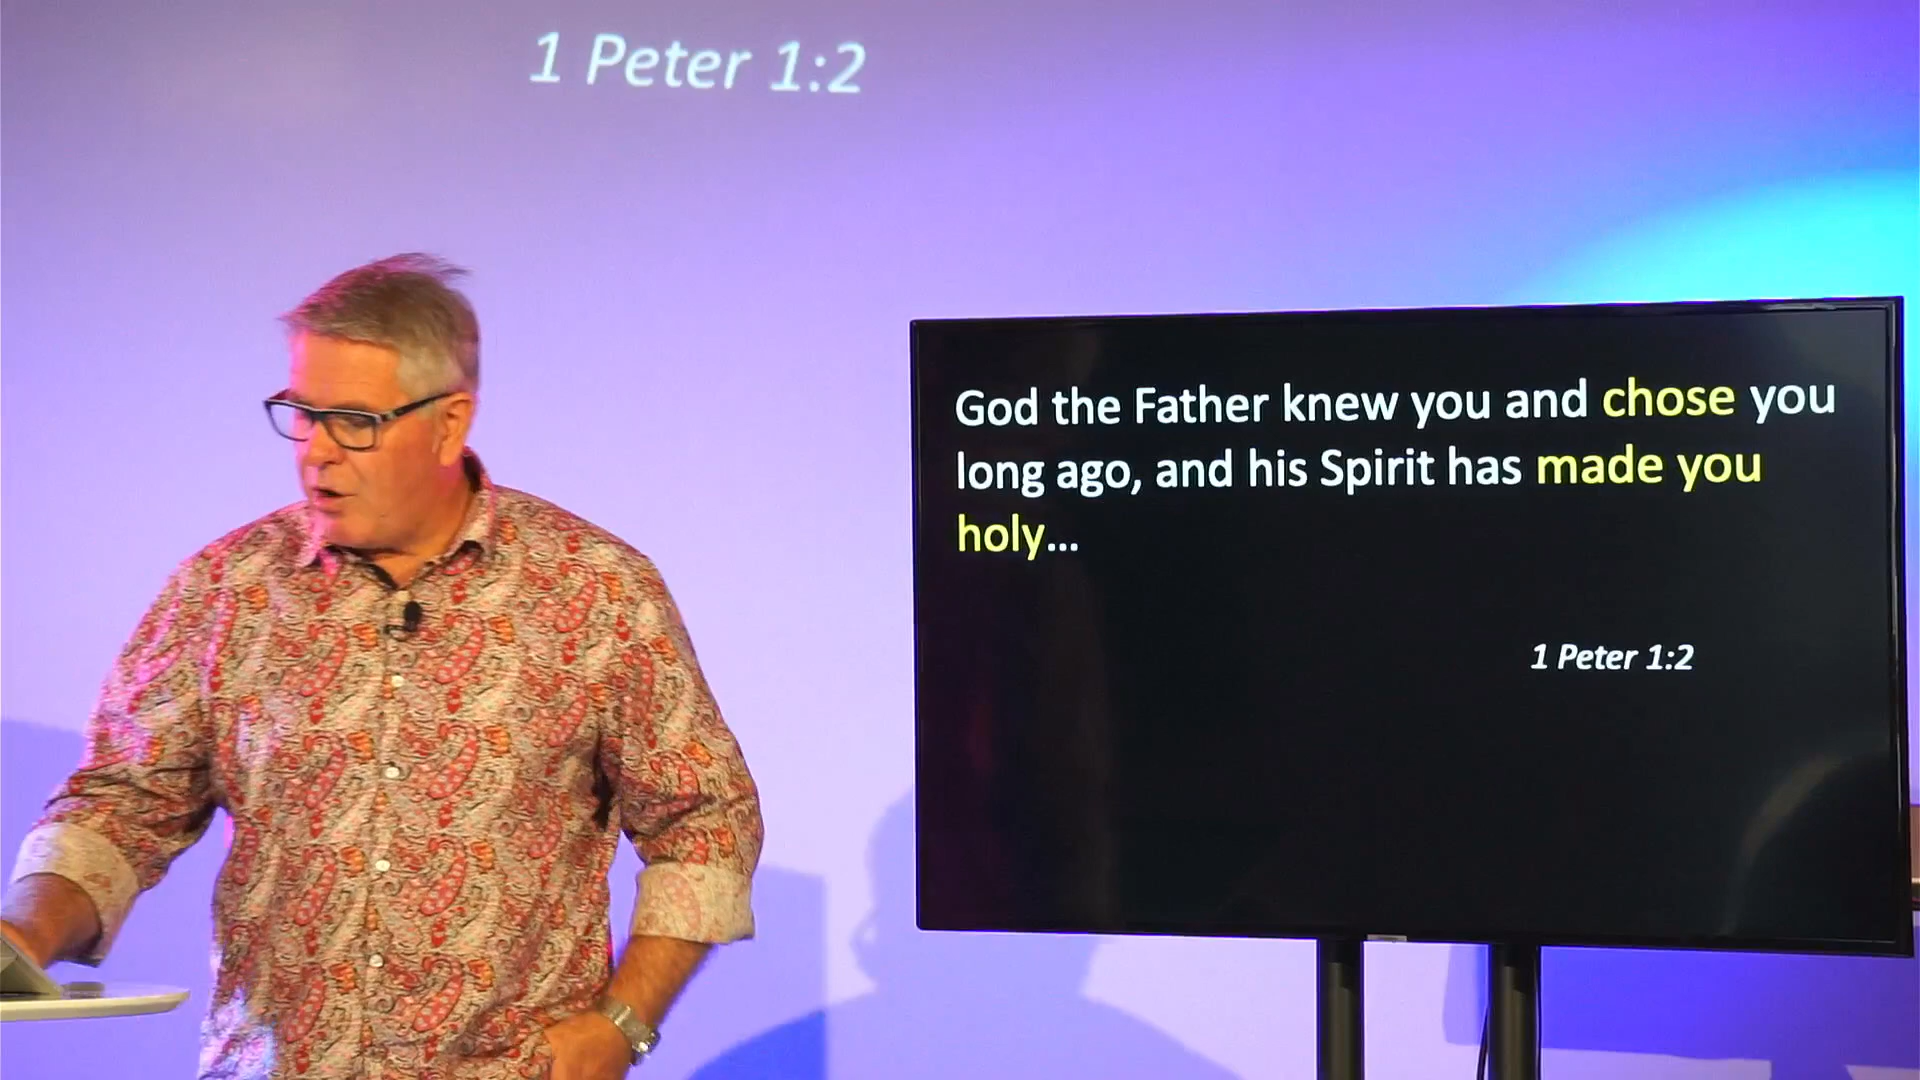 1 Peter 1:2
God the Father knew you and chose you
long ago, and his Spirit has made you
holy...
1 Peter 1:2